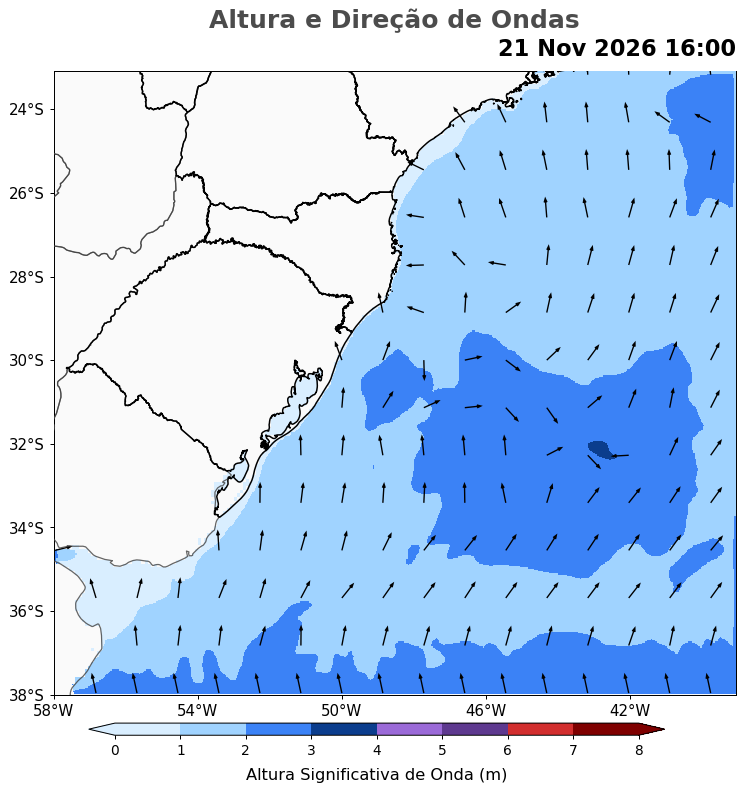 Altura e Direção de Ondas
21 Nov 2026 16:00
24°S
26°S
28°S
30°S
32°S
34°S
36°S
38°S
58°W 54°W 50°W 46°W 42°W
0 1 2 3 4 5 6 7 8
Altura Significativa de Onda (m)